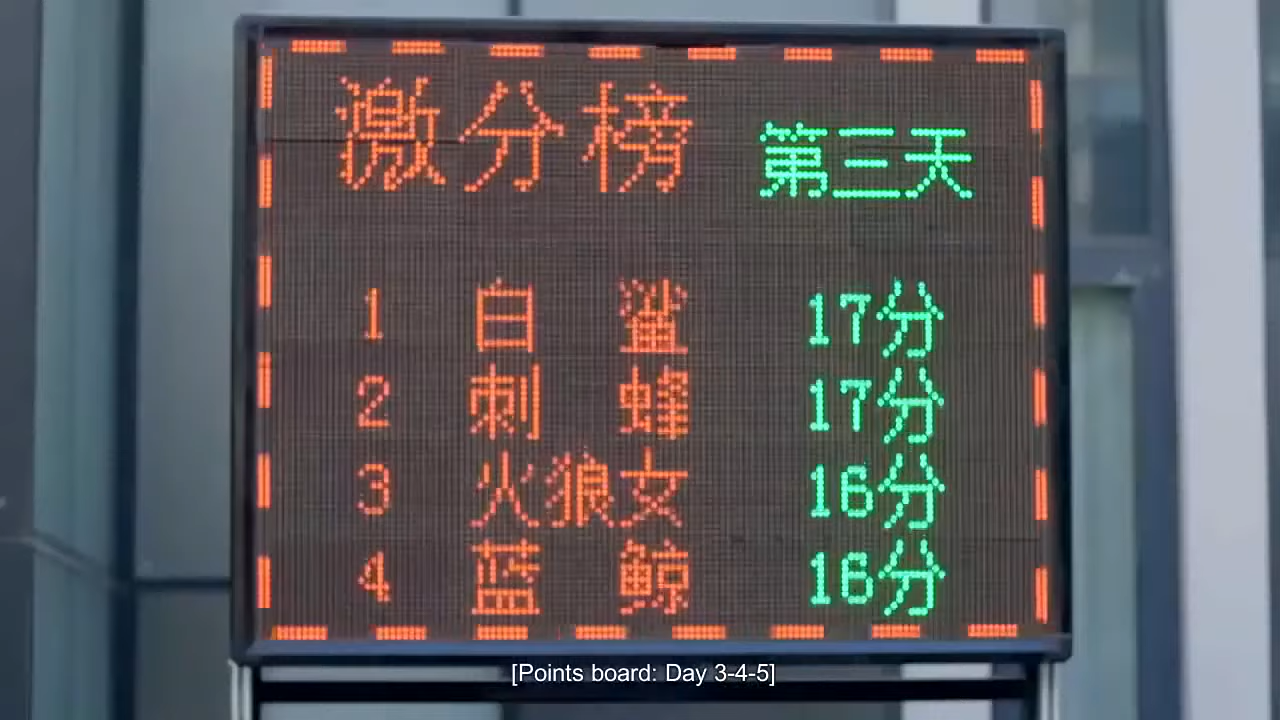 激分榜 第三天
1 白鲨 17分
2 刺蜂 17分
3 火狼女 16分
4 蓝鲸 16分
[Points board: Day 3-4-5]